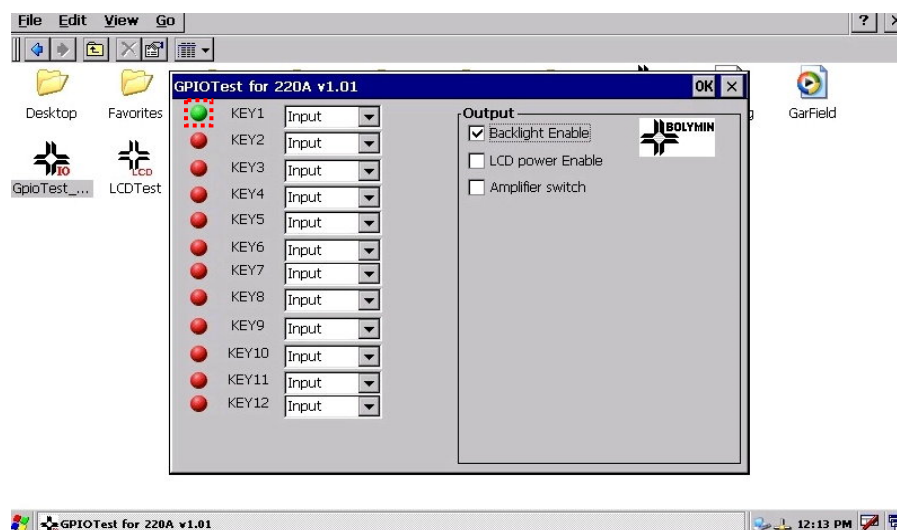 File Edit View Go
?
Desktop
Favorites
GarField
IO
GpioTest_...
LCD
LCDTest
GPIOTest for 220A v1.01
OK
KEY1 Input
KEY2 Input
KEY3 Input
KEY4 Input
KEY5 Input
KEY6 Input
KEY7 Input
KEY8 Input
KEY9 Input
KEY10 Input
KEY11 Input
KEY12 Input
Output
Backlight Enable
LCD power Enable
Amplifier switch
BOLYMIN
GPIOTest for 220A v1.01
12:13 PM